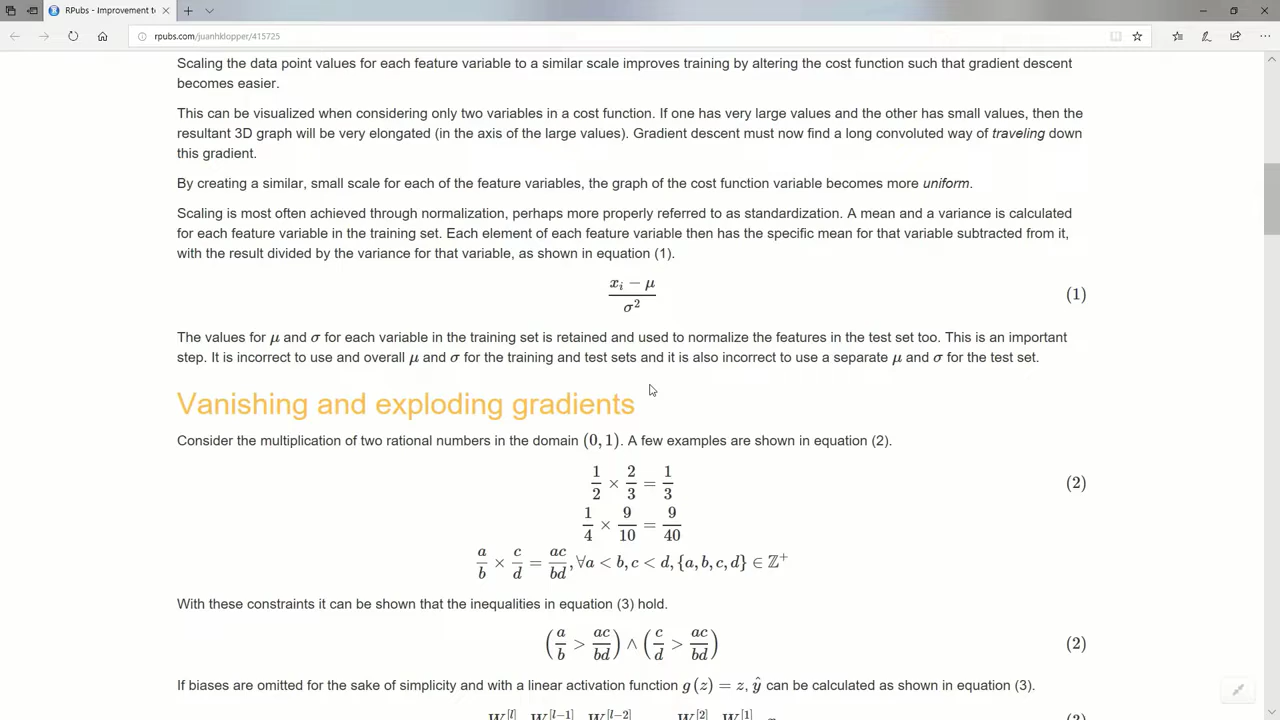 RPubs - Improvement to
rpubs.com/juanhklopper/415725
Scaling the data point values for each feature variable to a similar scale improves training by altering the cost function such that gradient descent
becomes easier.
This can be visualized when considering only two variables in a cost function. If one has very large values and the other has small values, then the
resultant 3D graph will be very elongated (in the axis of the large values). Gradient descent must now find a long convoluted way of traveling down
this gradient.
By creating a similar, small scale for each of the feature variables, the graph of the cost function variable becomes more uniform.
Scaling is most often achieved through normalization, perhaps more properly referred to as standardization. A mean and a variance is calculated
for each feature variable in the training set. Each element of each feature variable then has the specific mean for that variable subtracted from it,
with the result divided by the variance for that variable, as shown in equation (1).
(xᵢ − μ)/σ² (1)
The values for μ and σ for each variable in the training set is retained and used to normalize the features in the test set too. This is an important
step. It is incorrect to use and overall μ and σ for the training and test sets and it is also incorrect to use a separate μ and σ for the test set.
Vanishing and exploding gradients
Consider the multiplication of two rational numbers in the domain (0, 1). A few examples are shown in equation (2).
1/2 × 2/3 = 1/3 (2)
1/4 × 9/10 = 9/40
a/b × c/d = ac/bd, ∀a < b, c < d, {a, b, c, d} ∈ ℤ⁺
With these constraints it can be shown that the inequalities in equation (3) hold.
(a/b > ac/bd) ∧ (c/d > ac/bd) (2)
If biases are omitted for the sake of simplicity and with a linear activation function g (z) = z, ŷ can be calculated as shown in equation (3).